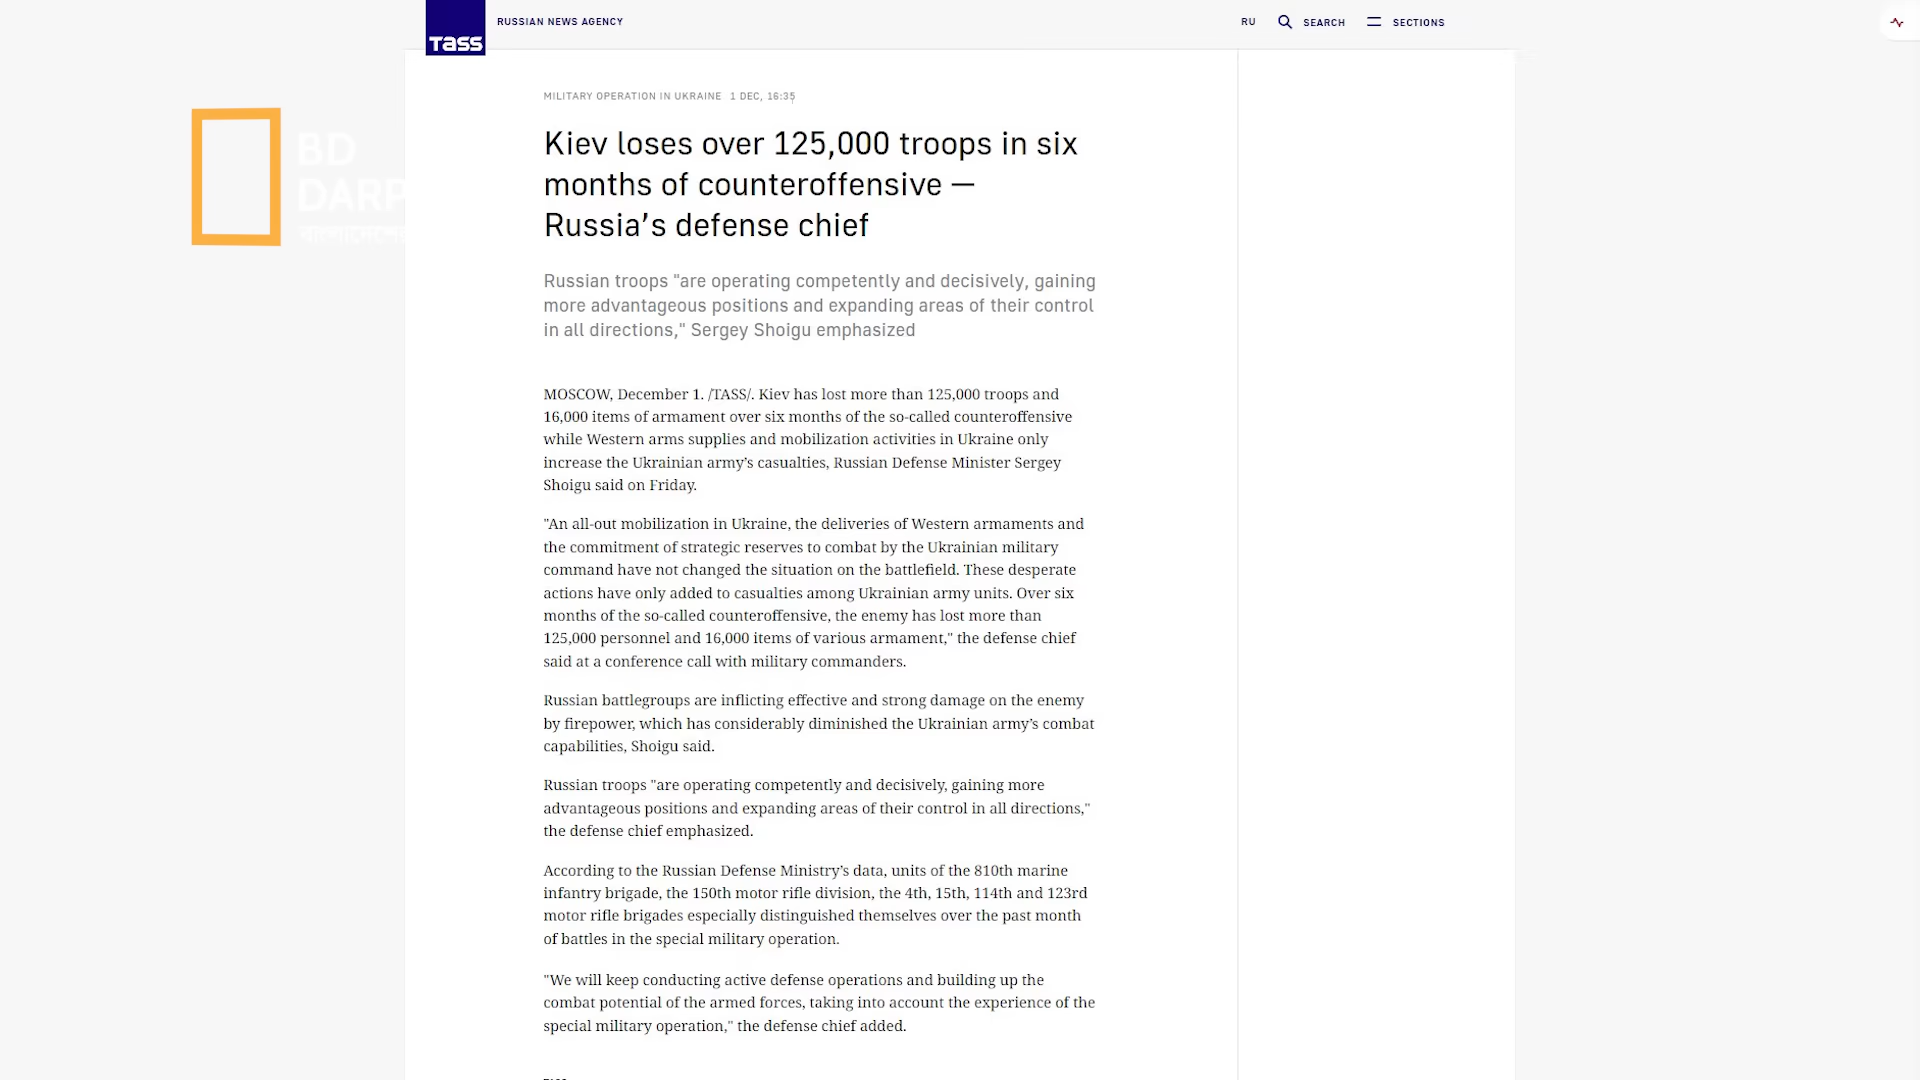 TASS
RUSSIAN NEWS AGENCY
RU
SEARCH
SECTIONS
BD
MILITARY OPERATION IN UKRAINE 1 DEC, 16:35
Kiev loses over 125,000 troops in six
months of counteroffensive —
Russia’s defense chief
Russian troops "are operating competently and decisively, gaining
more advantageous positions and expanding areas of their control
in all directions," Sergey Shoigu emphasized
MOSCOW, December 1. /TASS/. Kiev has lost more than 125,000 troops and
16,000 items of armament over six months of the so-called counteroffensive
while Western arms supplies and mobilization activities in Ukraine only
increase the Ukrainian army’s casualties, Russian Defense Minister Sergey
Shoigu said on Friday.
"An all-out mobilization in Ukraine, the deliveries of Western armaments and
the commitment of strategic reserves to combat by the Ukrainian military
command have not changed the situation on the battlefield. These desperate
actions have only added to casualties among Ukrainian army units. Over six
months of the so-called counteroffensive, the enemy has lost more than
125,000 personnel and 16,000 items of various armament," the defense chief
said at a conference call with military commanders.
Russian battlegroups are inflicting effective and strong damage on the enemy
by firepower, which has considerably diminished the Ukrainian army’s combat
capabilities, Shoigu said.
Russian troops "are operating competently and decisively, gaining more
advantageous positions and expanding areas of their control in all directions,"
the defense chief emphasized.
According to the Russian Defense Ministry’s data, units of the 810th marine
infantry brigade, the 150th motor rifle division, the 4th, 15th, 114th and 123rd
motor rifle brigades especially distinguished themselves over the past month
of battles in the special military operation.
"We will keep conducting active defense operations and building up the
combat potential of the armed forces, taking into account the experience of the
special military operation," the defense chief added.